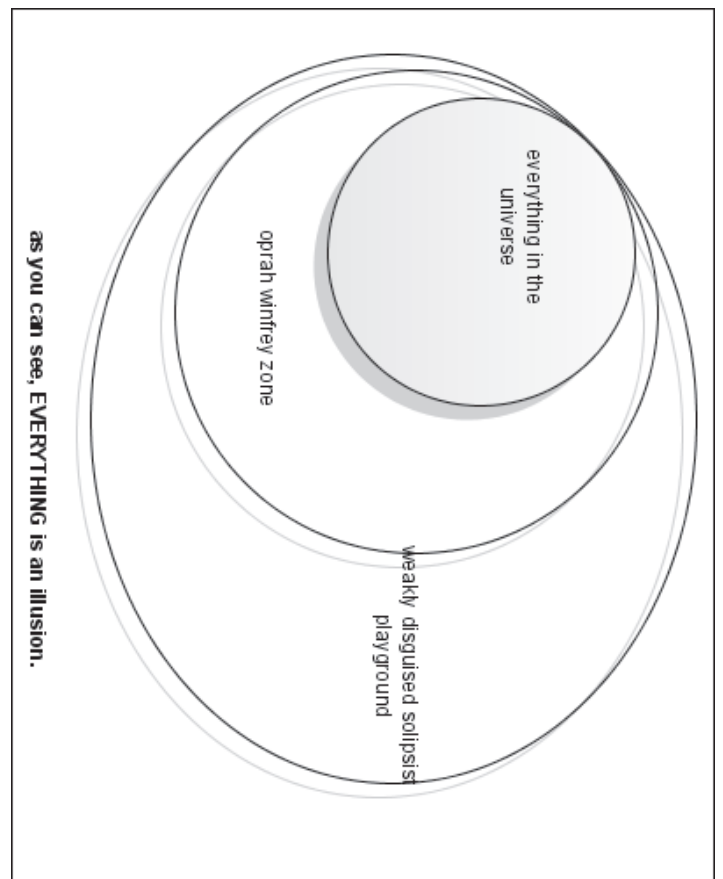 everything in the
universe
oprah winfrey zone
weakly disguised solipsist
playground
as you can see, EVERYTHING is an illusion.